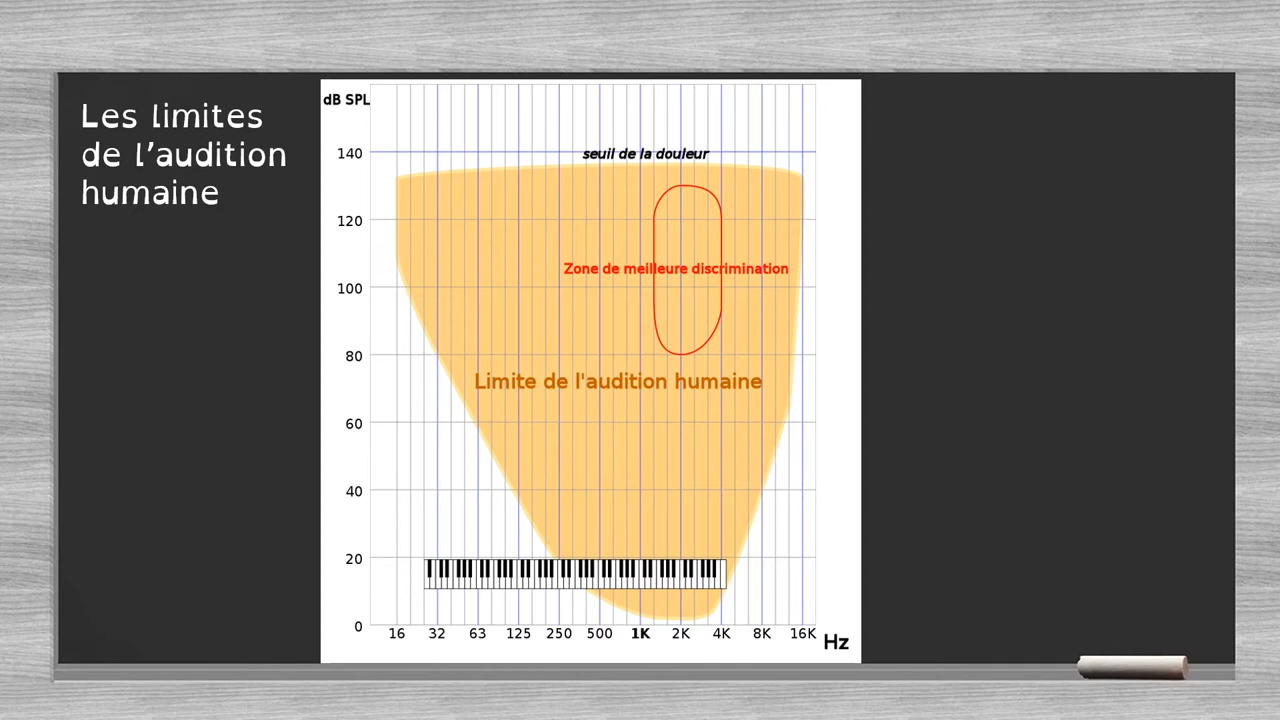 Les limites
de l’audition
humaine
dB SPL
seuil de la douleur
140
120
Zone de meilleure discrimination
100
80
Limite de l'audition humaine
60
40
20
0
16 32 63 125 250 500 1K 2K 4K 8K 16K Hz